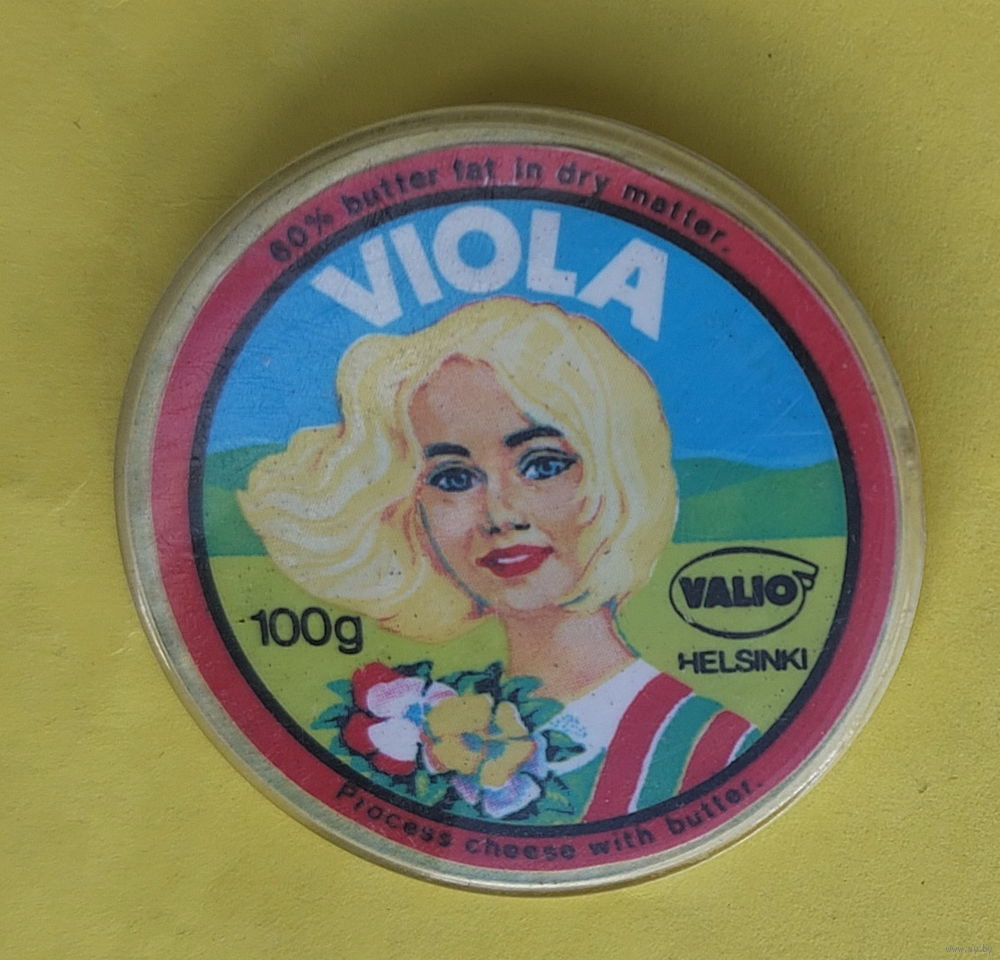 60% butter fat in dry matter.
VIOLA
VALIO
100g
HELSINKI
Process cheese with butter.